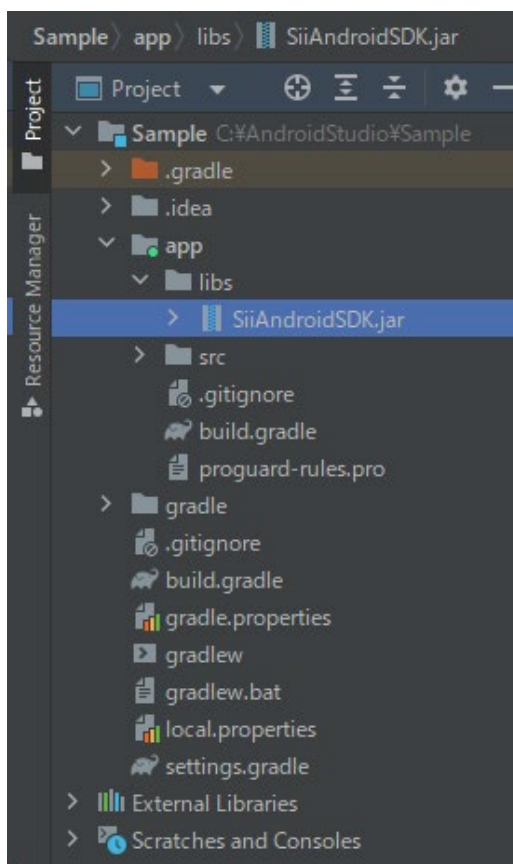 Sample 〉 app 〉 libs 〉 SiiAndroidSDK.jar
Project
Project
Resource Manager
Sample C:¥AndroidStudio¥Sample
.gradle
.idea
app
libs
SiiAndroidSDK.jar
src
.gitignore
build.gradle
proguard-rules.pro
gradle
.gitignore
build.gradle
gradle.properties
gradlew
gradlew.bat
local.properties
settings.gradle
External Libraries
Scratches and Consoles